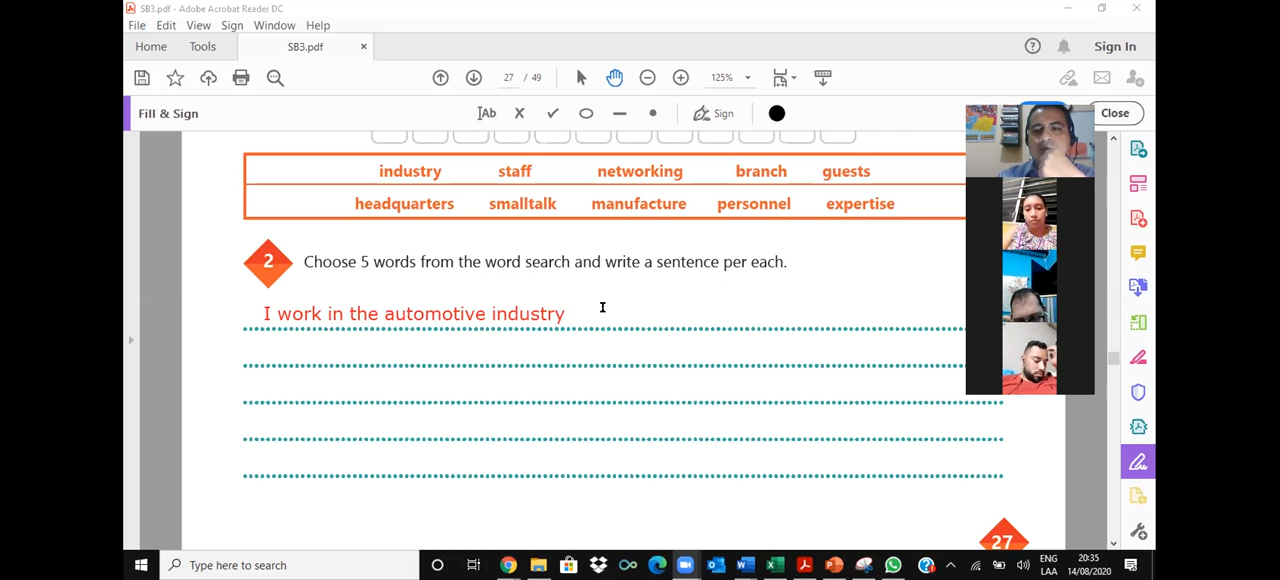 SB3.pdf - Adobe Acrobat Reader DC
File Edit View Sign Window Help
Home Tools SB3.pdf × Sign In
27 / 49 125%
Fill & Sign Ab Sign Close
industry staff networking branch guests
headquarters smalltalk manufacture personnel expertise
2 Choose 5 words from the word search and write a sentence per each.
I work in the automotive industry
27
Type here to search
ENG 20:35
LAA 14/08/2020